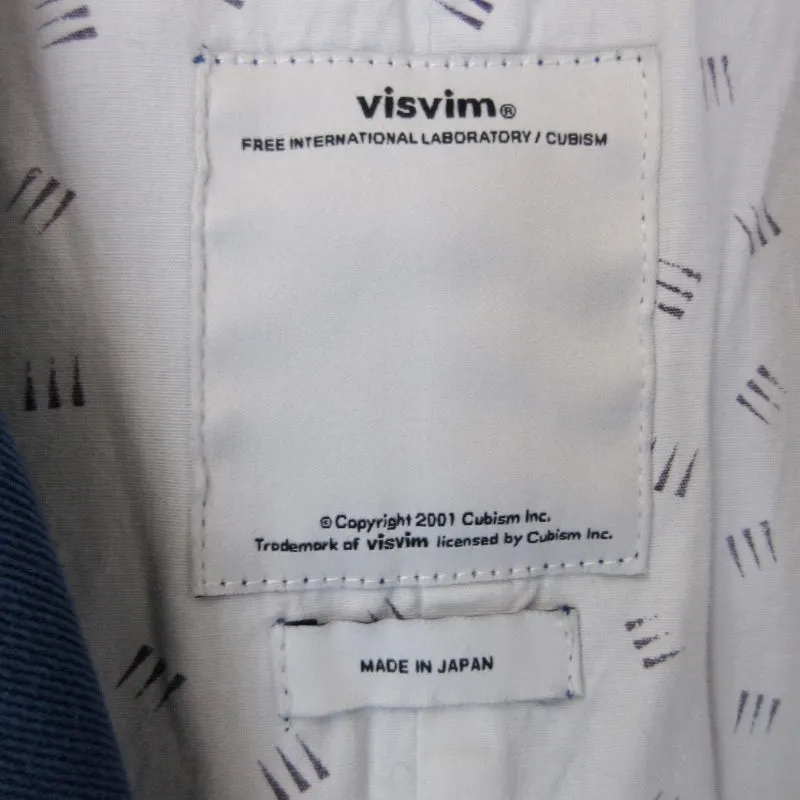 visvim®
FREE INTERNATIONAL LABORATORY / CUBISM
©Copyright 2001 Cubism Inc.
Trademark of visvim licensed by Cubism Inc.
MADE IN JAPAN